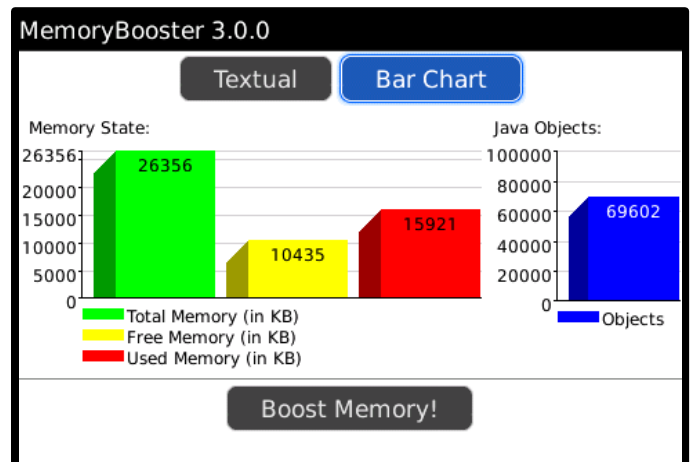 MemoryBooster 3.0.0
Textual Bar Chart
Memory State:
26356
20000
15000
10000
5000
0
26356
10435
15921
Total Memory (in KB)
Free Memory (in KB)
Used Memory (in KB)
Java Objects:
100000
80000
60000
40000
20000
0
69602
Objects
Boost Memory!